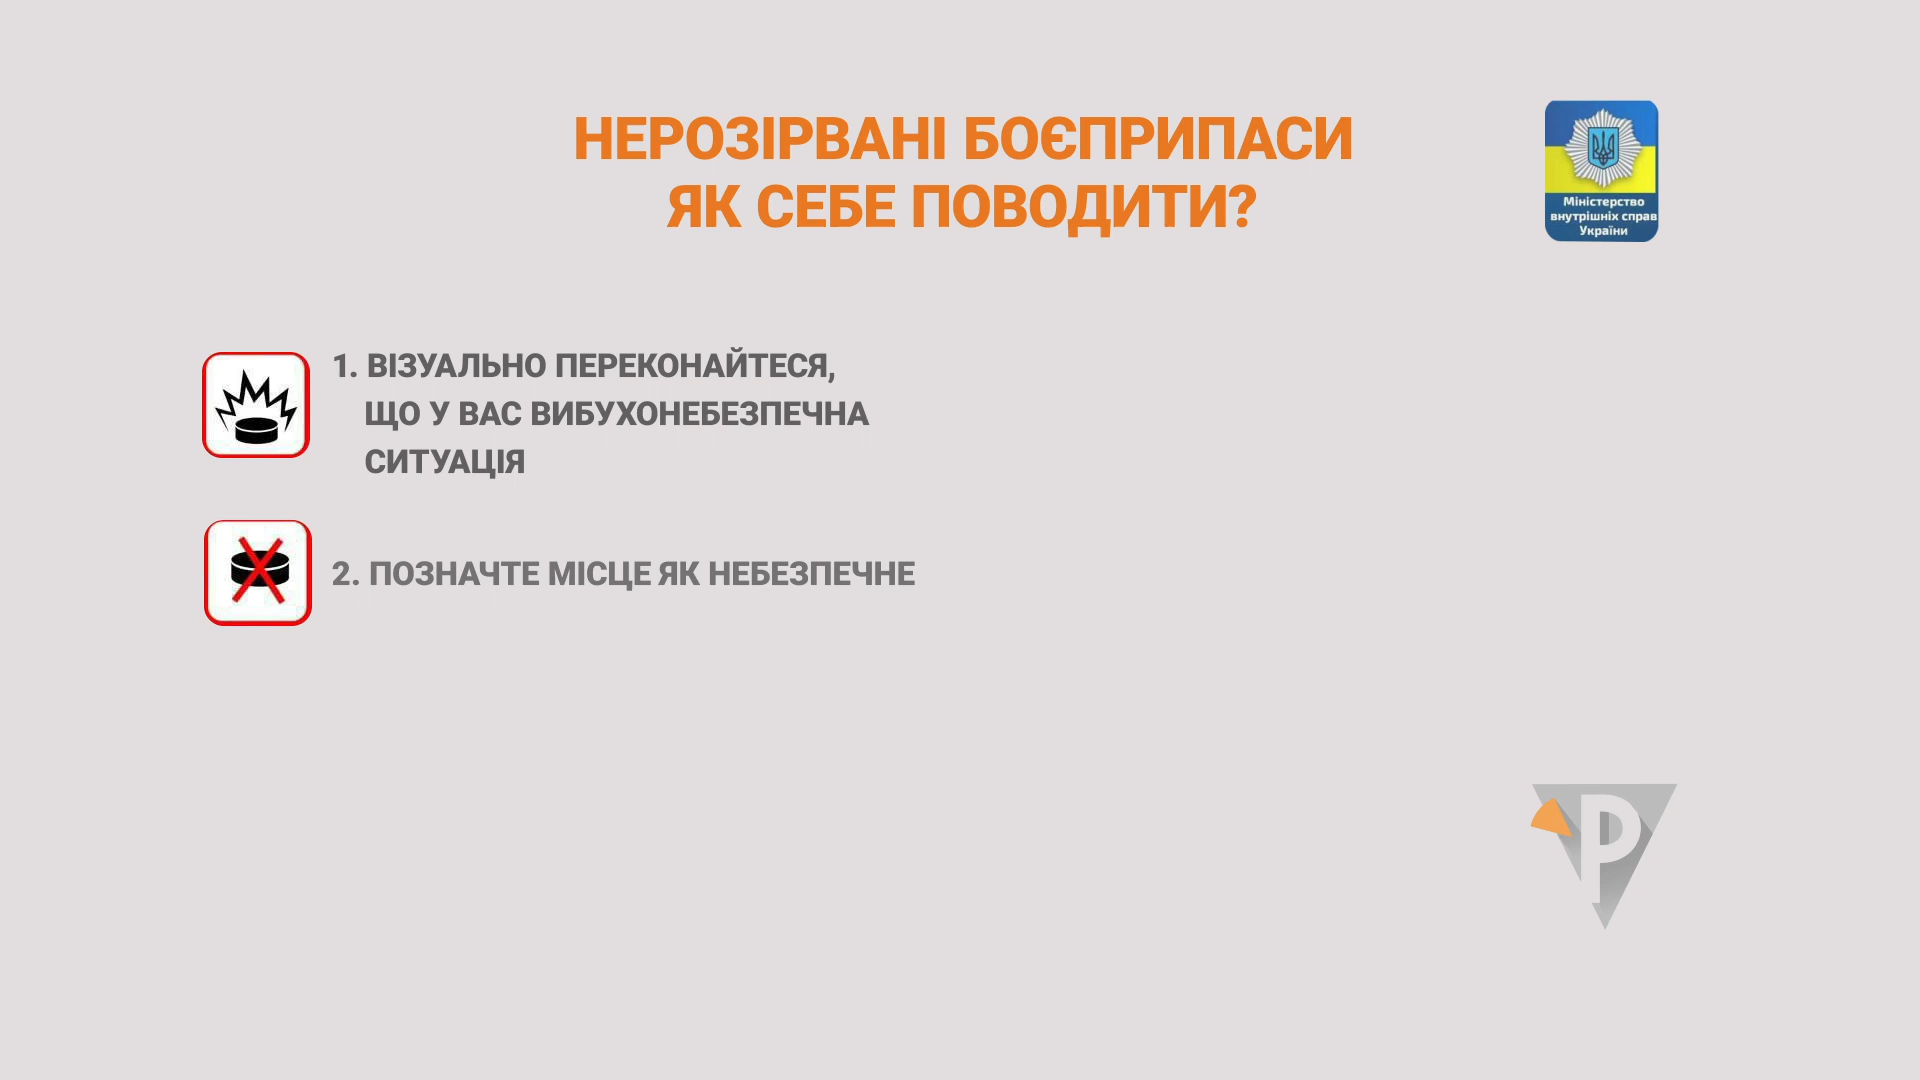 НЕРОЗІРВАНІ БОЄПРИПАСИ
ЯК СЕБЕ ПОВОДИТИ?
Міністерство
внутрішніх справ
України
1. ВІЗУАЛЬНО ПЕРЕКОНАЙТЕСЯ,
ЩО У ВАС ВИБУХОНЕБЕЗПЕЧНА
СИТУАЦІЯ
2. ПОЗНАЧТЕ МІСЦЕ ЯК НЕБЕЗПЕЧНЕ
P